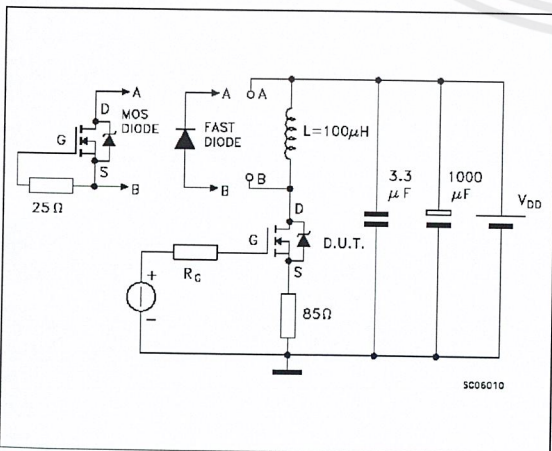 A
D
MOS
DIODE
G
S
B
25Ω
A
FAST
DIODE
B
A
L=100μH
B
D
G
D.U.T.
S
RG
+
-
85Ω
3.3
μF
1000
μF
VDD
SC06010